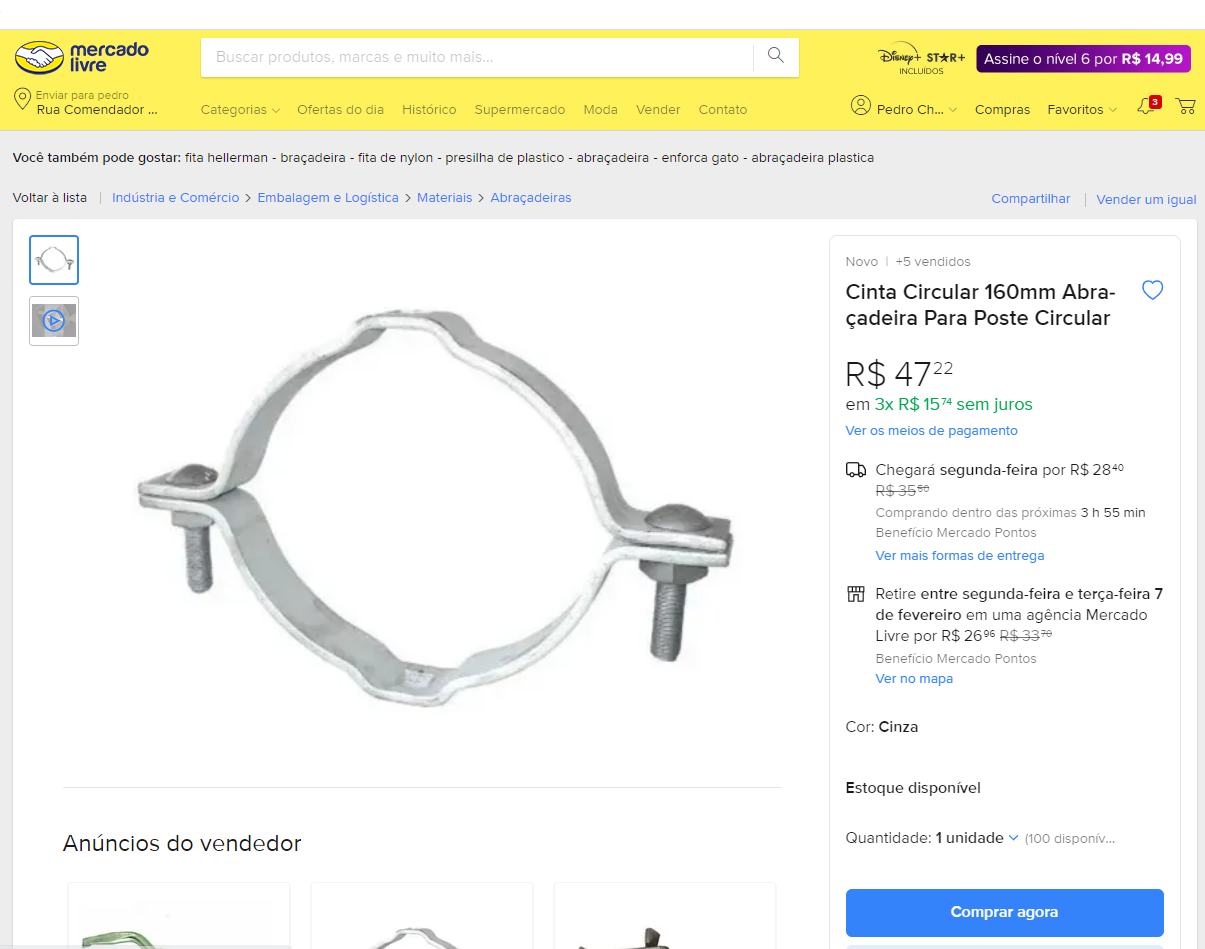 mercado
livre
Buscar produtos, marcas e muito mais...
Disney+ STAR+
INCLUÍDOS
Assine o nível 6 por R$ 14,99
Enviar para pedro
Rua Comendador ...
Categorias Ofertas do dia Histórico Supermercado Moda Vender Contato
Pedro Ch... Compras Favoritos 3
Você também pode gostar: fita hellerman - braçadeira - fita de nylon - presilha de plastico - abraçadeira - enforca gato - abraçadeira plastica
Voltar à lista | Indústria e Comércio > Embalagem e Logística > Materiais > Abraçadeiras
Compartilhar | Vender um igual
Novo | +5 vendidos
Cinta Circular 160mm Abra-
çadeira Para Poste Circular
R$ 47 22
em 3x R$ 15 74 sem juros
Ver os meios de pagamento
Chegará segunda-feira por R$ 28 40
R$ 35 50
Comprando dentro das próximas 3 h 55 min
Benefício Mercado Pontos
Ver mais formas de entrega
Retire entre segunda-feira e terça-feira 7
de fevereiro em uma agência Mercado
Livre por R$ 26 96 R$ 33 70
Benefício Mercado Pontos
Ver no mapa
Cor: Cinza
Estoque disponível
Quantidade: 1 unidade (100 disponív...
Comprar agora
Anúncios do vendedor